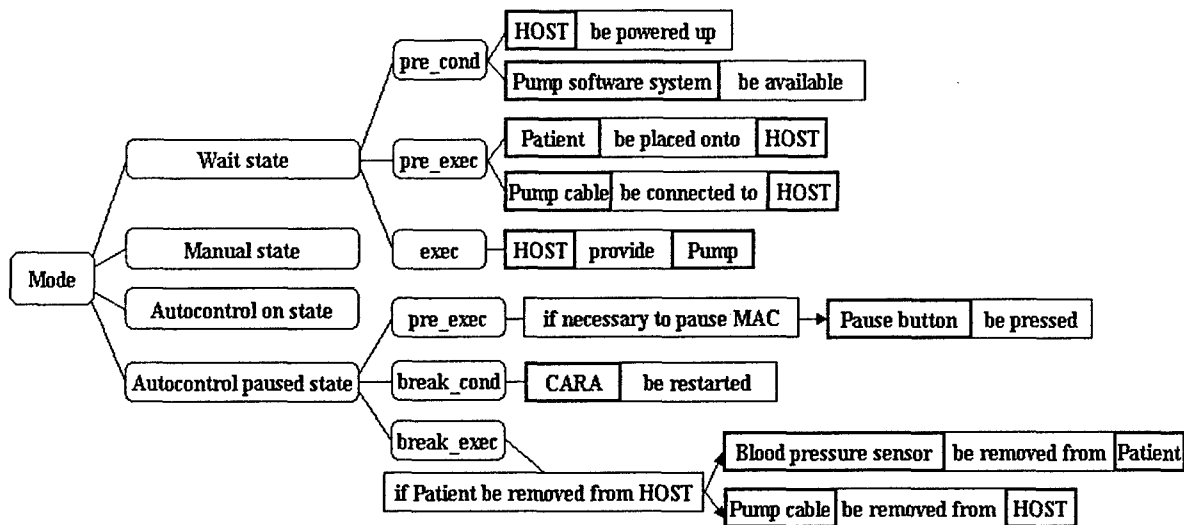 HOST be powered up
pre_cond
Pump software system be available
Patient be placed onto HOST
Wait state pre_exec
Pump cable be connected to HOST
Manual state exec HOST provide Pump
Mode
Autocontrol on state pre_exec if necessary to pause MAC Pause button be pressed
Autocontrol paused state break_cond CARA be restarted
break_exec
Blood pressure sensor be removed from Patient
if Patient be removed from HOST
Pump cable be removed from HOST